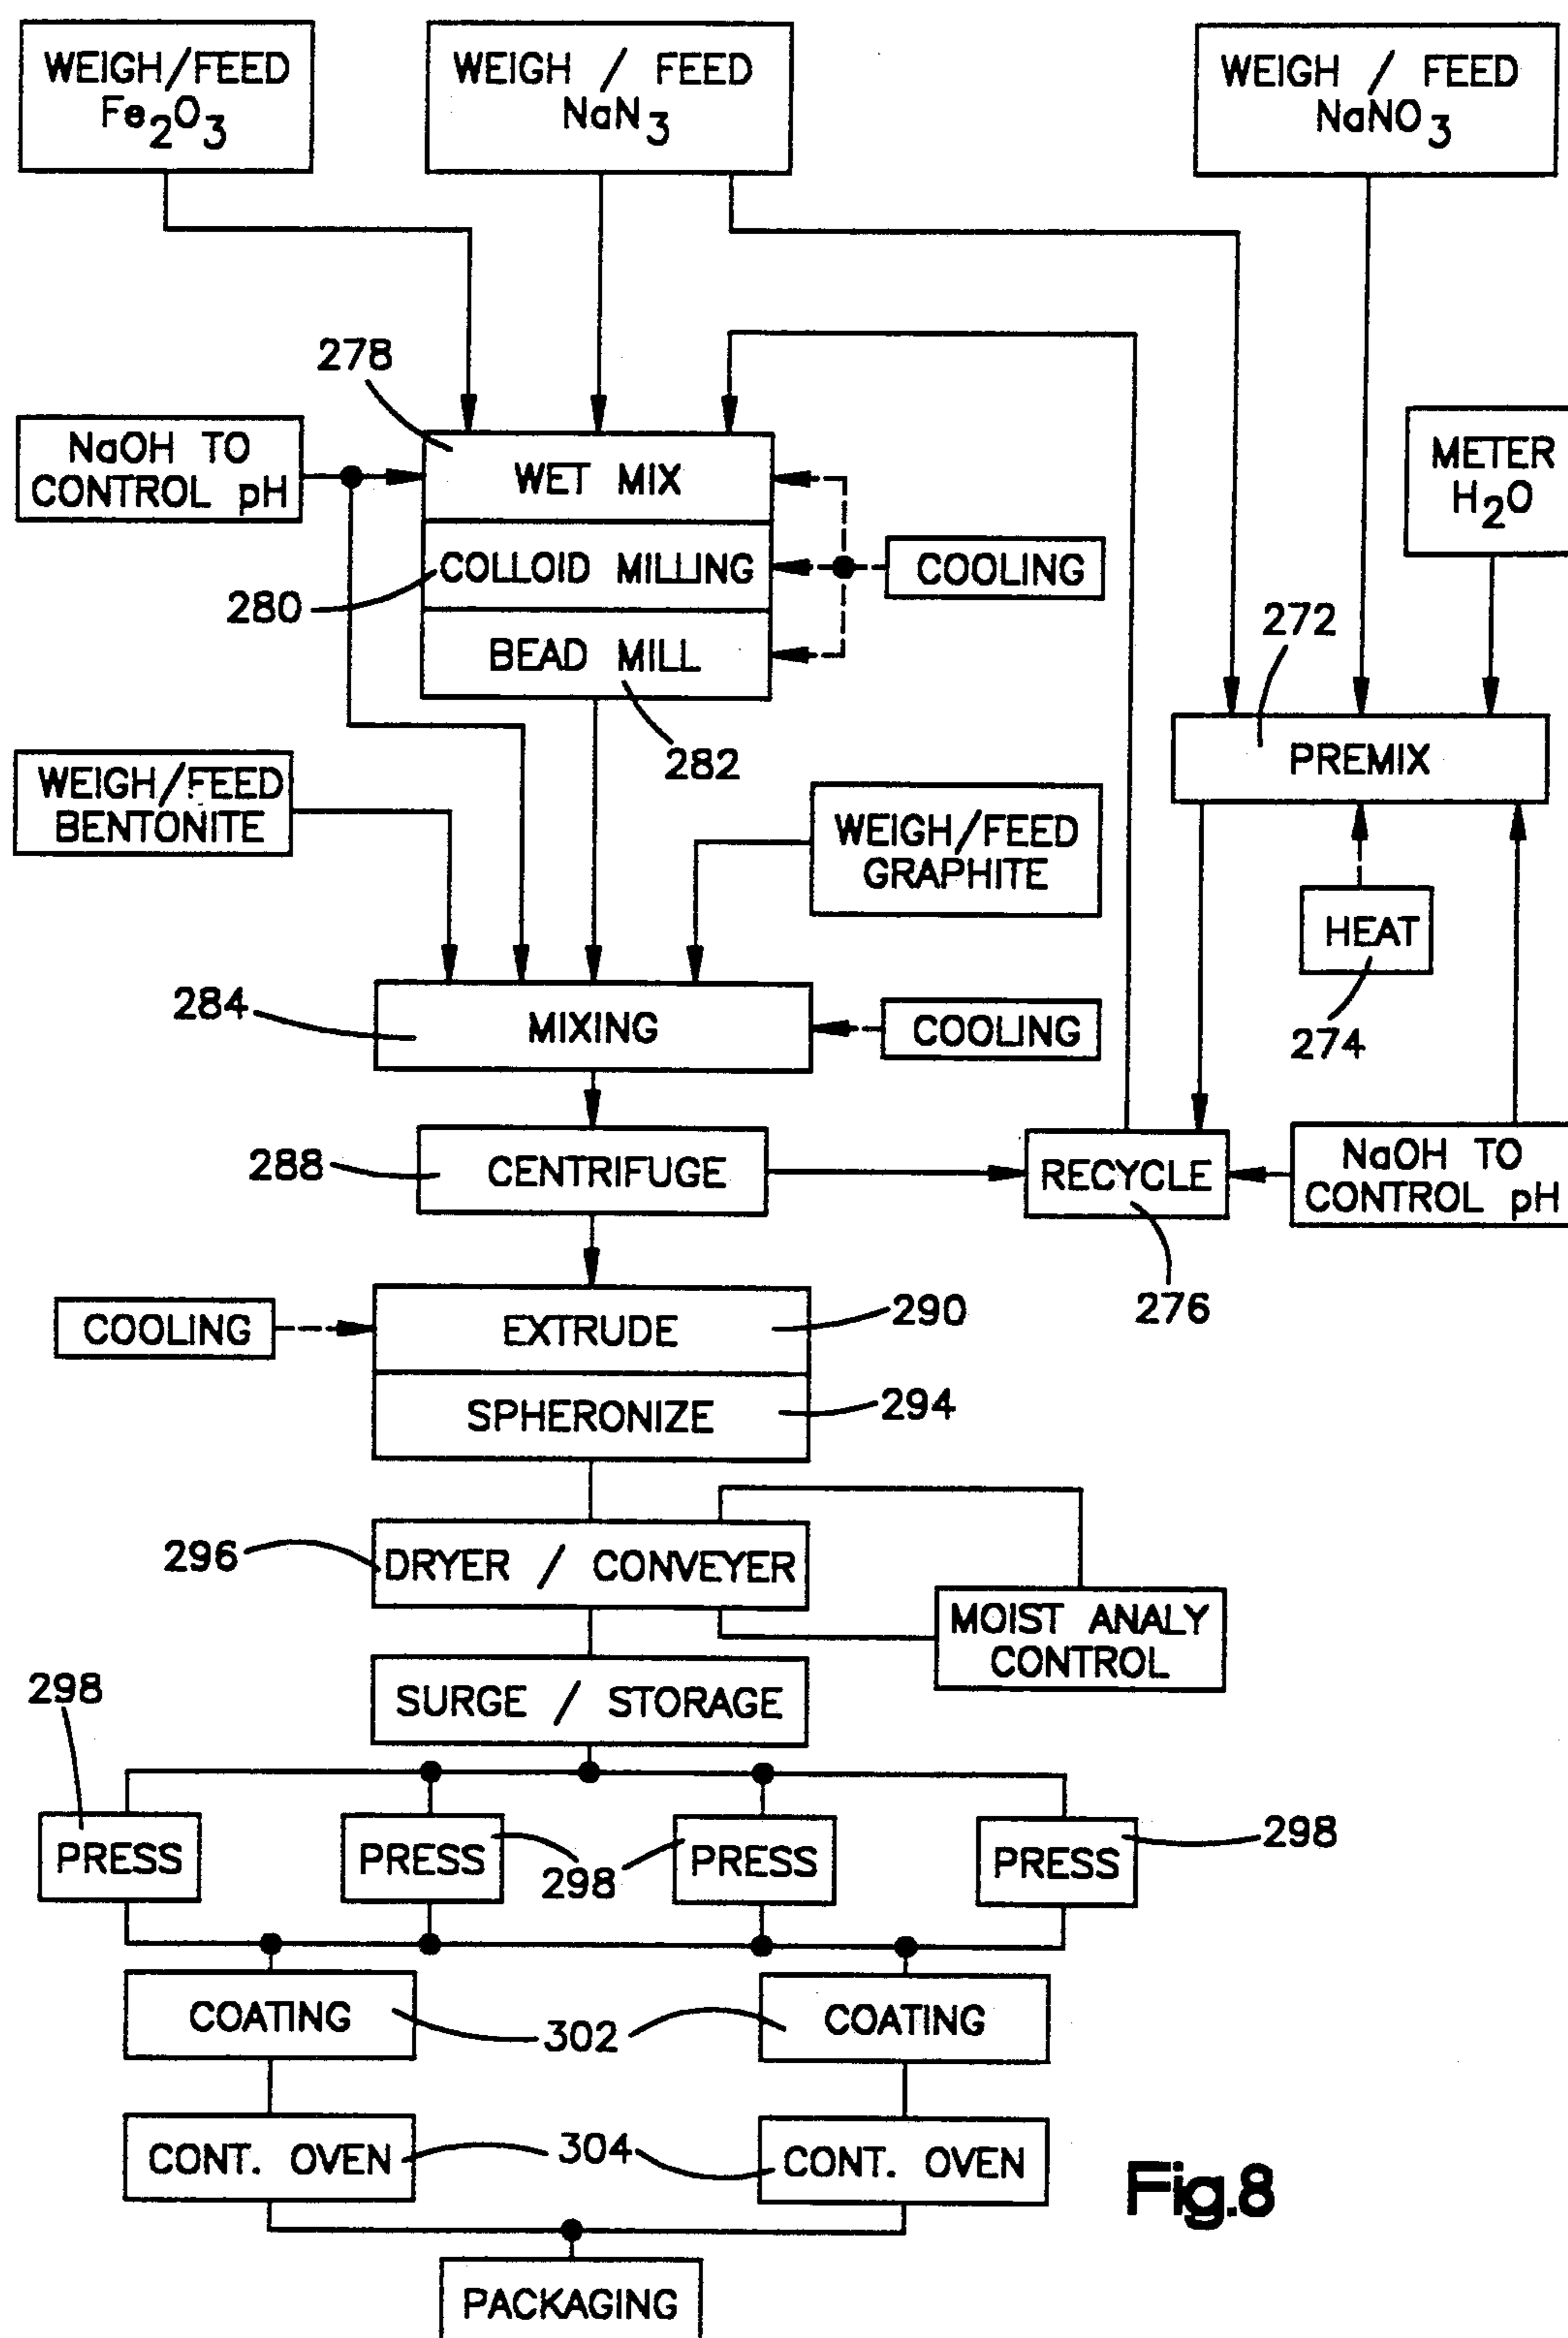 WEIGH/FEED
Fe2O3
WEIGH / FEED
NaN3
WEIGH / FEED
NaNO3
278
NaOH TO
CONTROL pH
WET MIX
METER
H2O
COLLOID MILLING
COOLING
280
BEAD MILL
272
282
PREMIX
WEIGH/FEED
BENTONITE
WEIGH/FEED
GRAPHITE
HEAT
274
284
MIXING
COOLING
288
CENTRIFUGE
RECYCLE
NaOH TO
CONTROL pH
276
COOLING
EXTRUDE
290
SPHERONIZE
294
296
DRYER / CONVEYER
MOIST ANALY
CONTROL
SURGE / STORAGE
298
PRESS
PRESS
298
PRESS
PRESS
298
COATING
302
COATING
CONT. OVEN
304
CONT. OVEN
Fig.8
PACKAGING